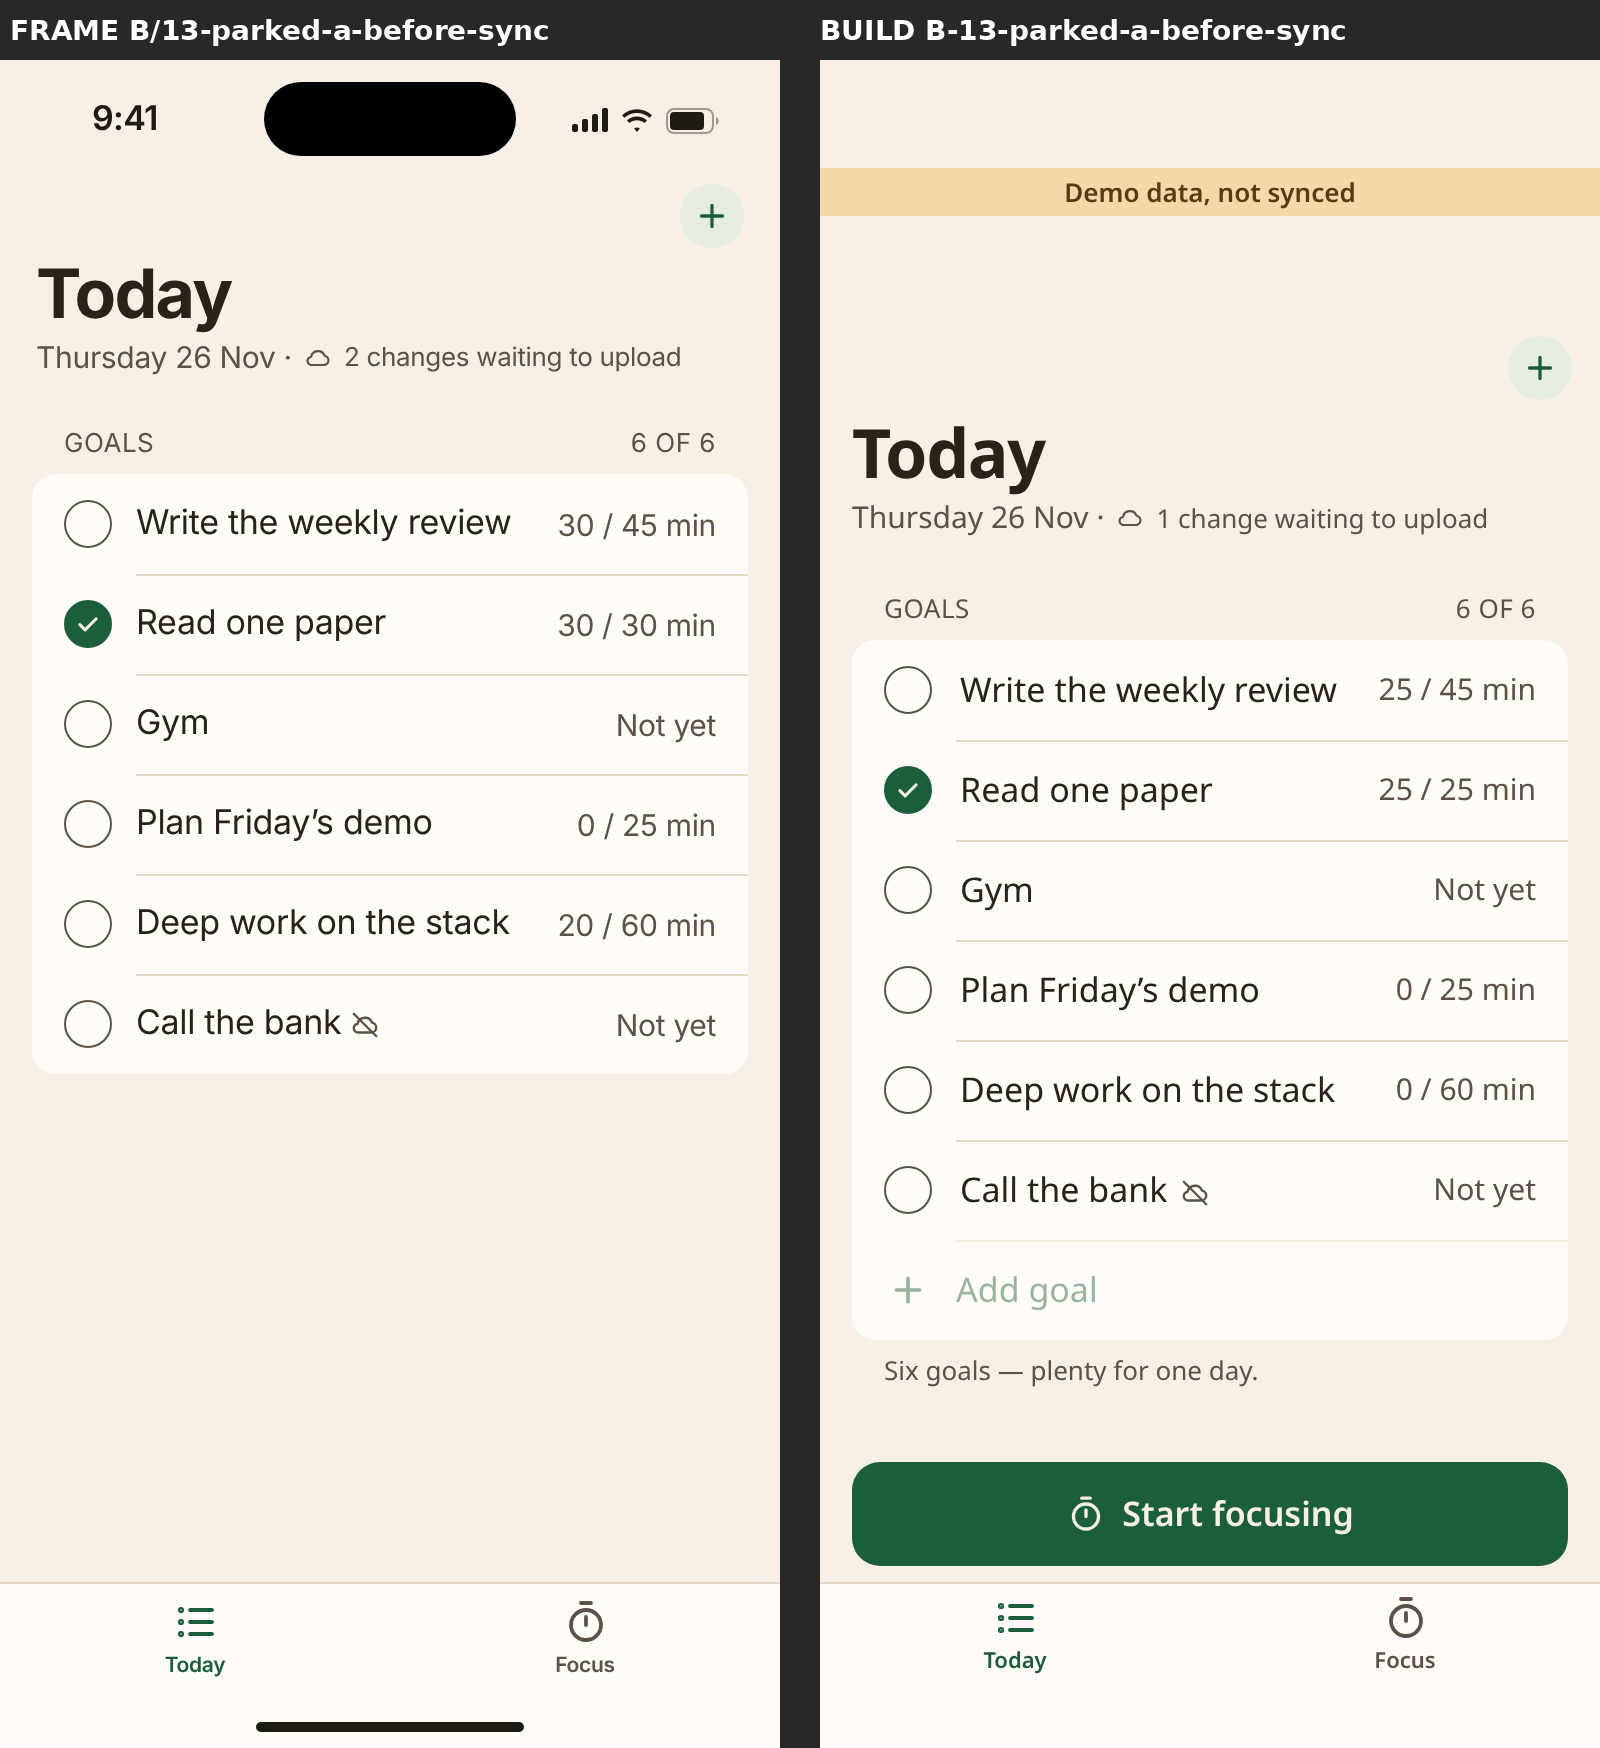 FRAME B/13-parked-a-before-sync
9:41
Today
Thursday 26 Nov · 2 changes waiting to upload
GOALS 6 OF 6
Write the weekly review 30 / 45 min
Read one paper 30 / 30 min
Gym Not yet
Plan Friday’s demo 0 / 25 min
Deep work on the stack 20 / 60 min
Call the bank Not yet
Today Focus
BUILD B-13-parked-a-before-sync
Demo data, not synced
Today
Thursday 26 Nov · 1 change waiting to upload
GOALS 6 OF 6
Write the weekly review 25 / 45 min
Read one paper 25 / 25 min
Gym Not yet
Plan Friday’s demo 0 / 25 min
Deep work on the stack 0 / 60 min
Call the bank Not yet
Add goal
Six goals — plenty for one day.
Start focusing
Today Focus